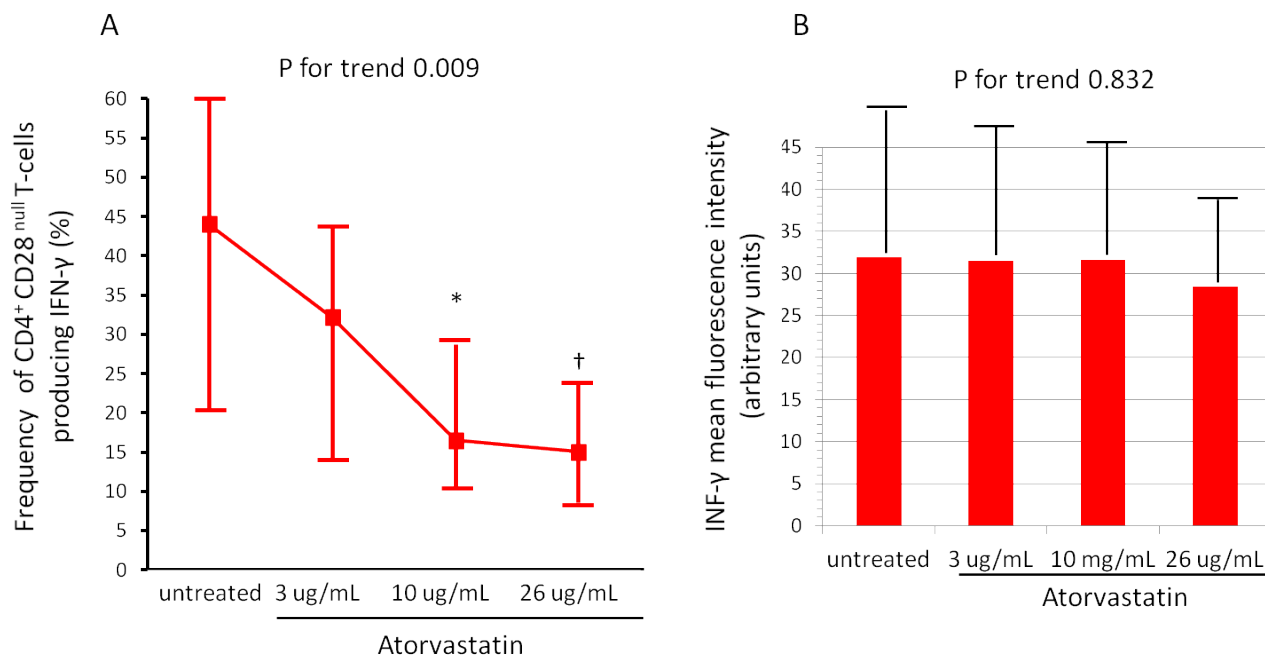 A
P for trend 0.009
Frequency of CD4⁺ CD28 ⁿᵘˡˡ T-cells
producing IFN-γ (%)
60
55
50
45
40
35
30
25
20
15
10
5
0
*
†
untreated 3 ug/mL 10 ug/mL 26 ug/mL
Atorvastatin
B
P for trend 0.832
INF-γ mean fluorescence intensity
(arbitrary units)
45
40
35
30
25
20
15
10
5
0
untreated 3 ug/mL 10 mg/mL 26 ug/mL
Atorvastatin